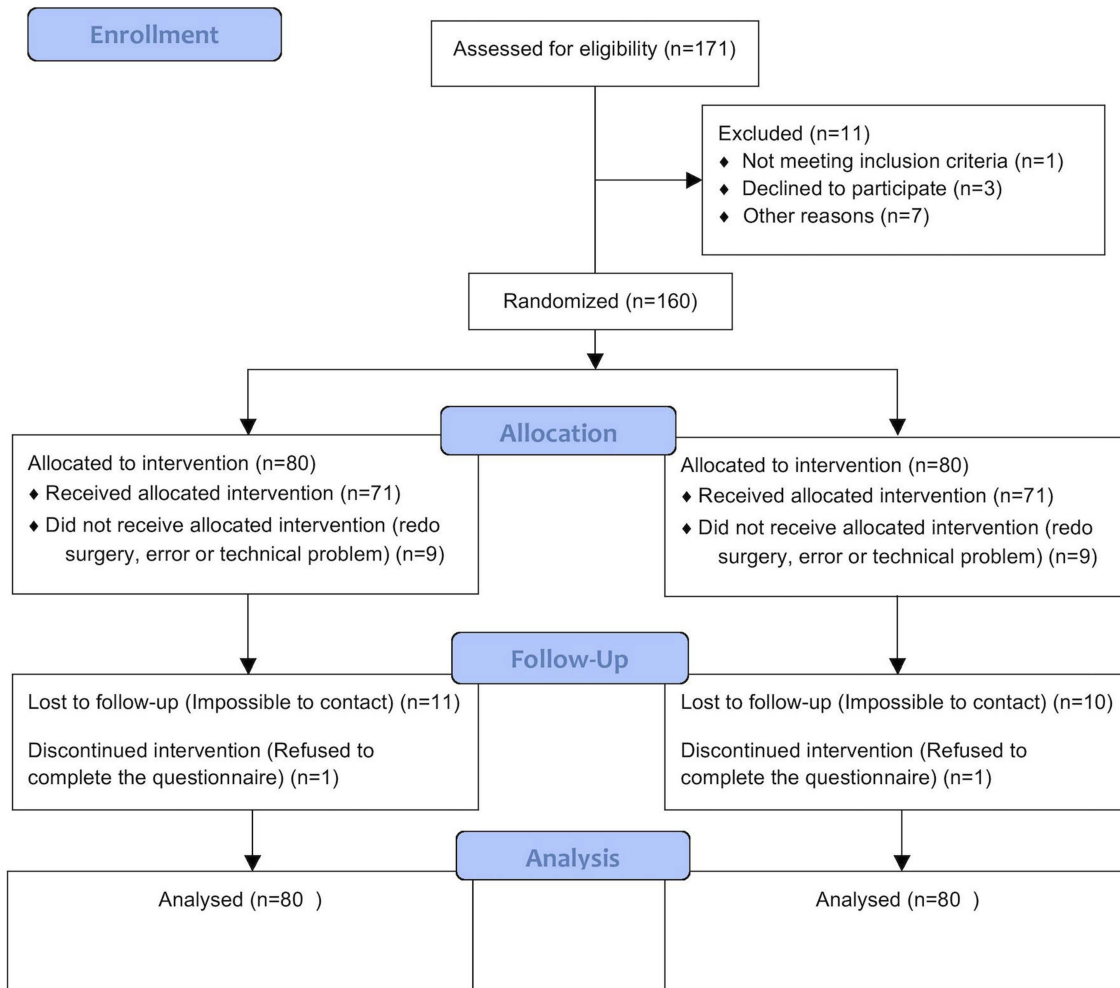 Enrollment
Assessed for eligibility (n=171)
Excluded (n=11)
♦ Not meeting inclusion criteria (n=1)
♦ Declined to participate (n=3)
♦ Other reasons (n=7)
Randomized (n=160)
Allocation
Allocated to intervention (n=80)
♦ Received allocated intervention (n=71)
♦ Did not receive allocated intervention (redo
surgery, error or technical problem) (n=9)
Allocated to intervention (n=80)
♦ Received allocated intervention (n=71)
♦ Did not receive allocated intervention (redo
surgery, error or technical problem) (n=9)
Follow-Up
Lost to follow-up (Impossible to contact) (n=11)
Discontinued intervention (Refused to
complete the questionnaire) (n=1)
Lost to follow-up (Impossible to contact) (n=10)
Discontinued intervention (Refused to
complete the questionnaire) (n=1)
Analysis
Analysed (n=80 )
Analysed (n=80 )